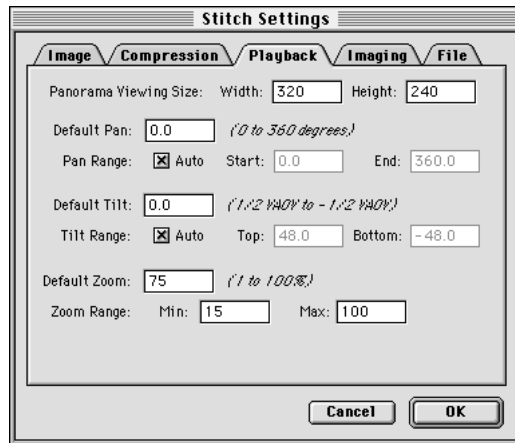 Stitch Settings
Image Compression Playback Imaging File
Panorama Viewing Size: Width: 320 Height: 240
Default Pan: 0.0 (0 to 360 degrees,)
Pan Range: Auto Start: 0.0 End: 360.0
Default Tilt: 0.0 (1/2 VAOV to - 1/2 VAOV,)
Tilt Range: Auto Top: 48.0 Bottom: -48.0
Default Zoom: 75 (1 to 100%,)
Zoom Range: Min: 15 Max: 100
Cancel OK